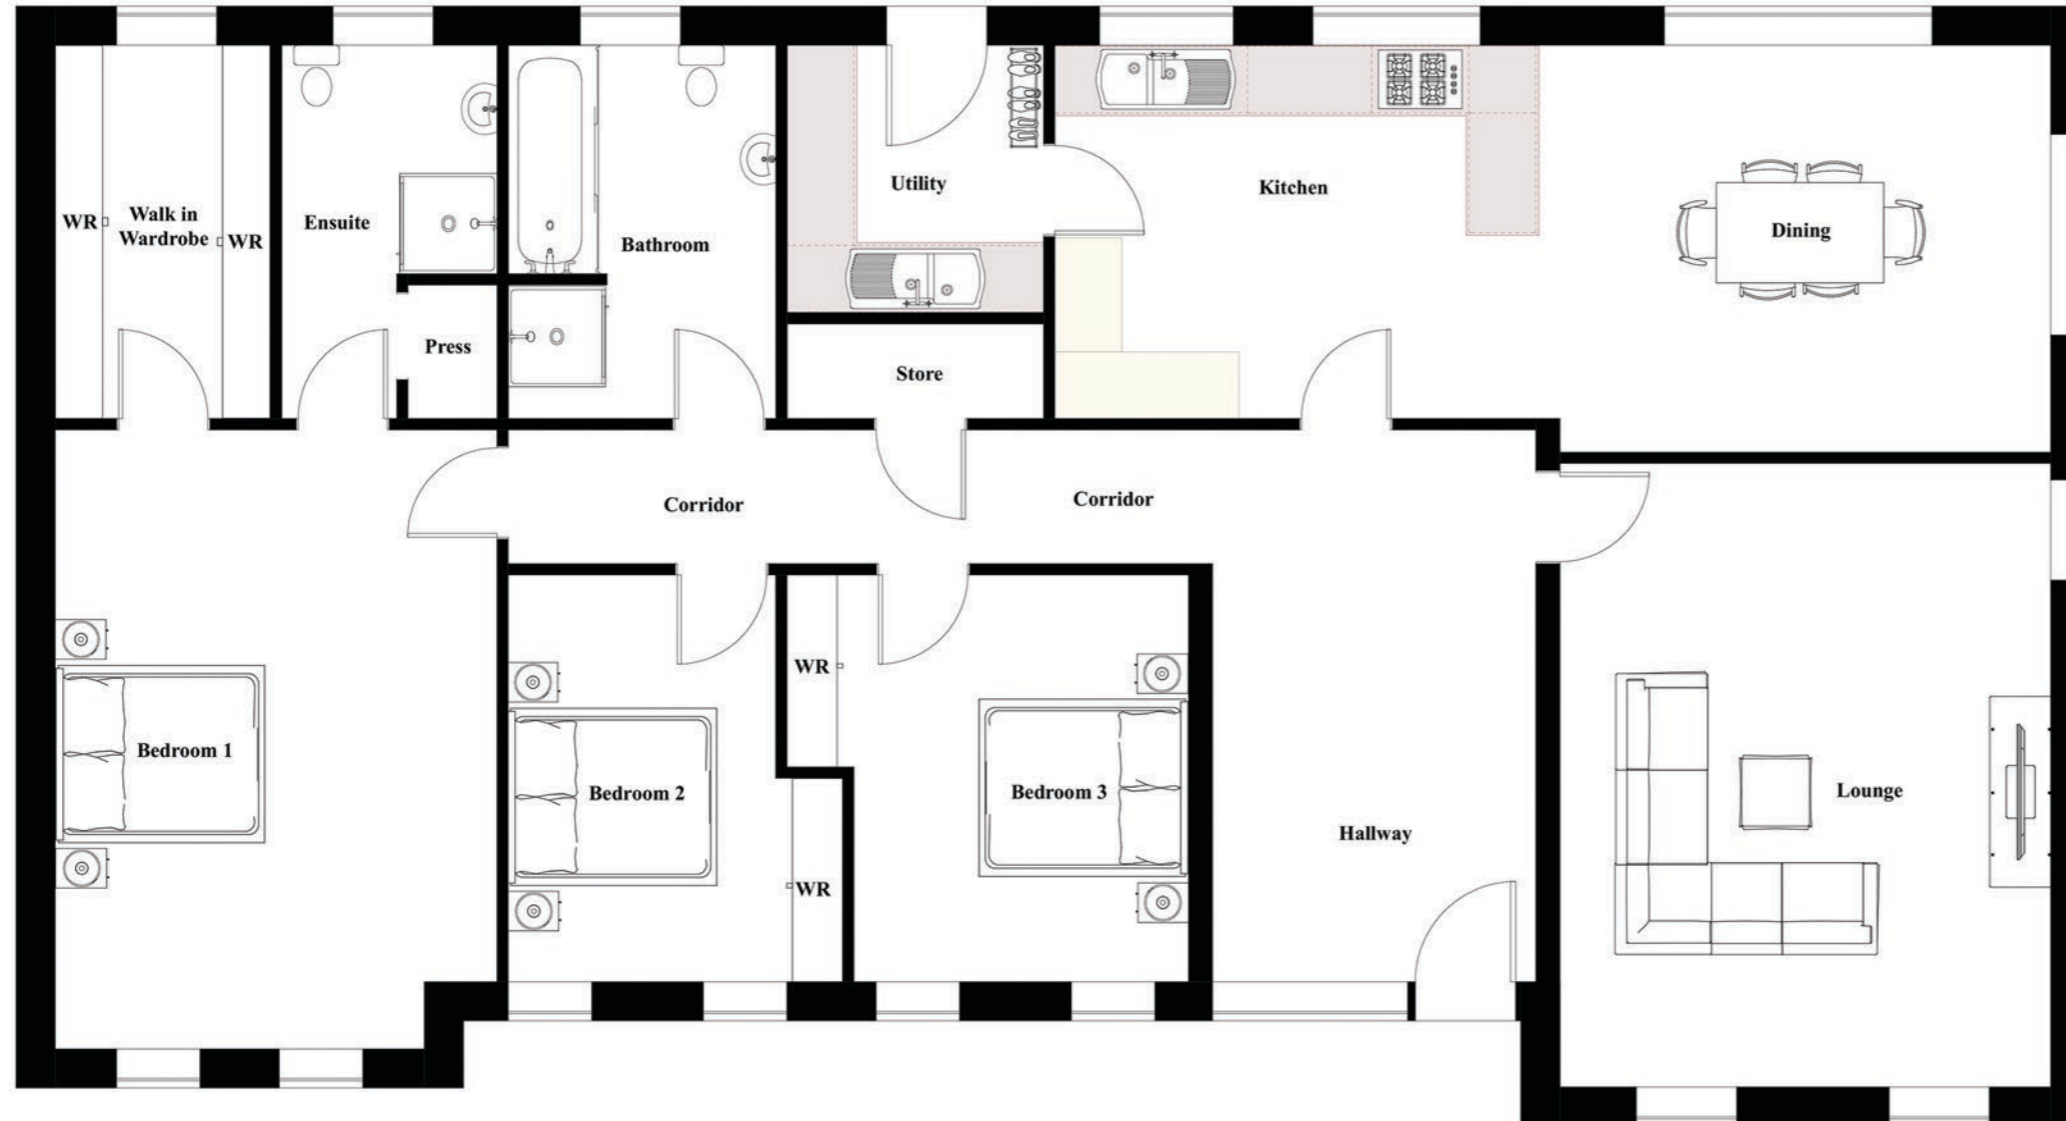 WR
Walk in
Wardrobe
WR
Ensuite
Press
Bathroom
Utility
Store
Kitchen
Dining
Corridor
Corridor
Bedroom 1
Bedroom 2
WR
WR
Bedroom 3
Hallway
Lounge